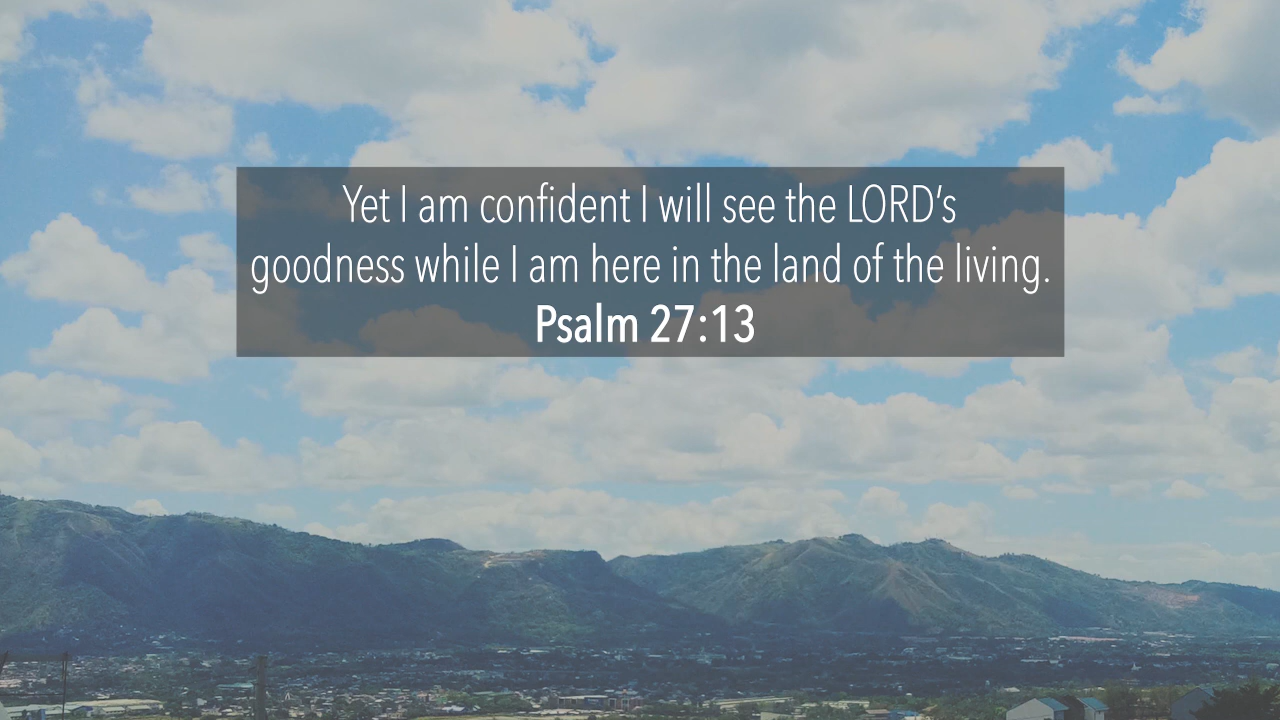 Yet I am confident I will see the LORD’s
goodness while I am here in the land of the living.
Psalm 27:13